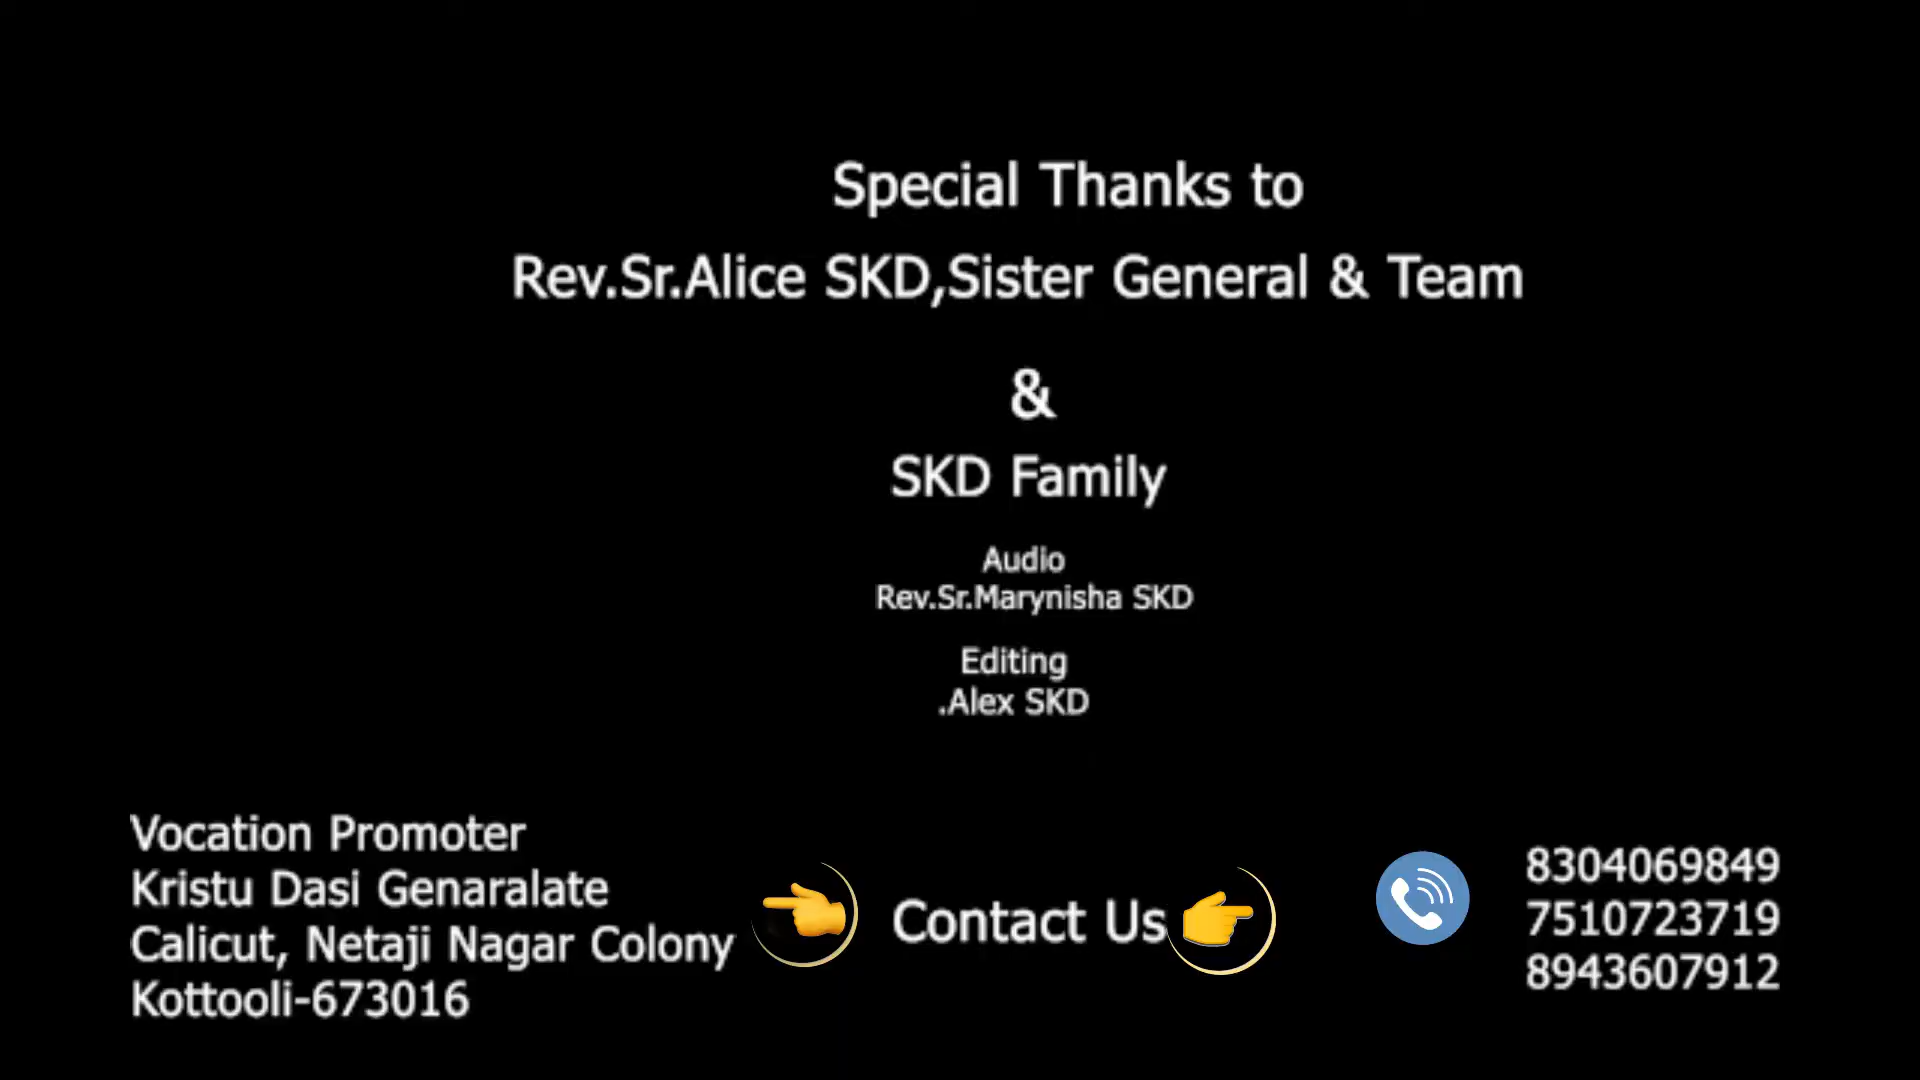 Special Thanks to
Rev.Sr.Alice SKD,Sister General & Team
&
SKD Family
Audio
Rev.Sr.Marynisha SKD
Editing
.Alex SKD
Vocation Promoter
Kristu Dasi Genaralate
Calicut, Netaji Nagar Colony
Kottooli-673016
Contact Us
8304069849
7510723719
8943607912